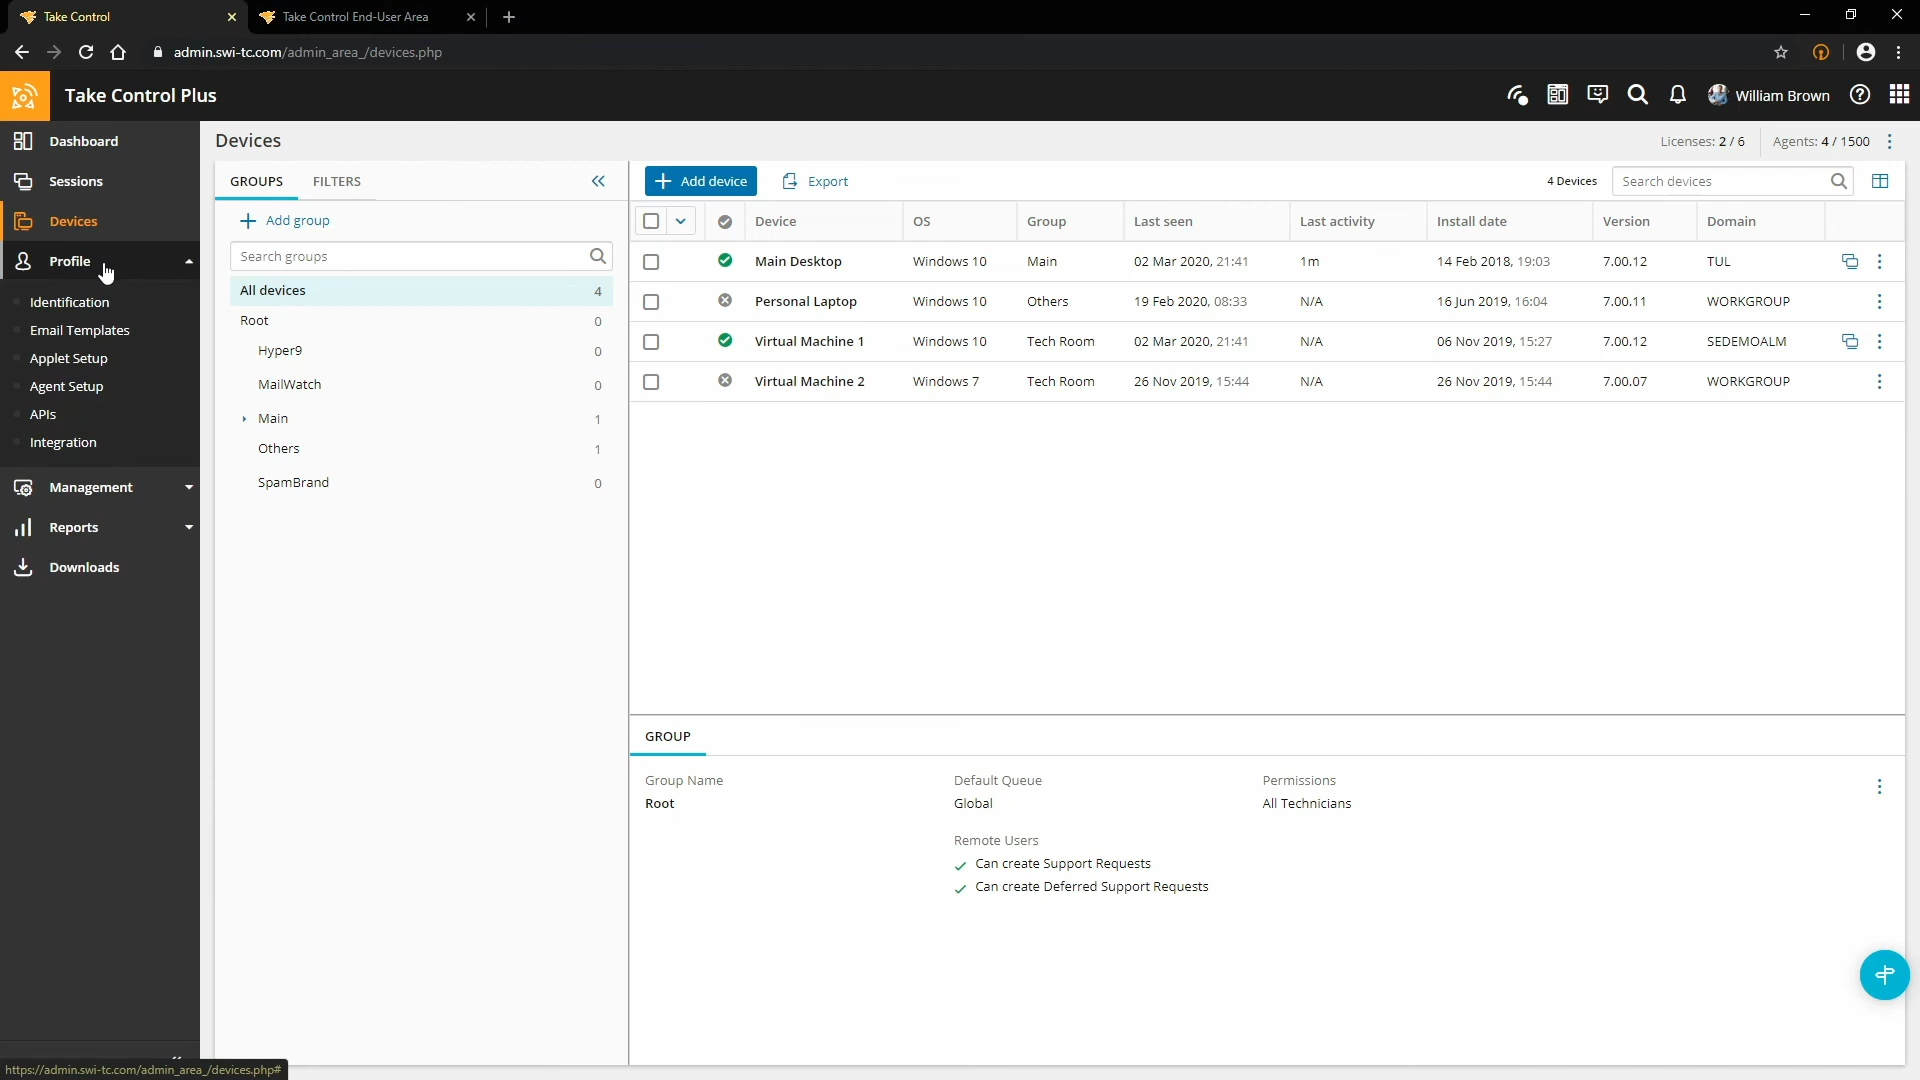 Take Control
Take Control End-User Area
admin.swi-tc.com/admin_area_/devices.php
Take Control Plus
William Brown
Dashboard
Sessions
Devices
Profile
Identification
Email Templates
Applet Setup
Agent Setup
APIs
Integration
Management
Reports
Downloads
https://admin.swi-tc.com/admin_area_/devices.php#
Devices
Licenses: 2 / 6
Agents: 4 / 1500
GROUPS FILTERS
Add group
Search groups
All devices 4
Root 0
Hyper9 0
MailWatch 0
Main 1
Others 1
SpamBrand 0
Add device Export 4 Devices Search devices
Device OS Group Last seen Last activity Install date Version Domain
Main Desktop Windows 10 Main 02 Mar 2020, 21:41 1m 14 Feb 2018, 19:03 7.00.12 TUL
Personal Laptop Windows 10 Others 19 Feb 2020, 08:33 N/A 16 Jun 2019, 16:04 7.00.11 WORKGROUP
Virtual Machine 1 Windows 10 Tech Room 02 Mar 2020, 21:41 N/A 06 Nov 2019, 15:27 7.00.12 SEDEMOALM
Virtual Machine 2 Windows 7 Tech Room 26 Nov 2019, 15:44 N/A 26 Nov 2019, 15:44 7.00.07 WORKGROUP
GROUP
Group Name Default Queue Permissions
Root Global All Technicians
Remote Users
Can create Support Requests
Can create Deferred Support Requests